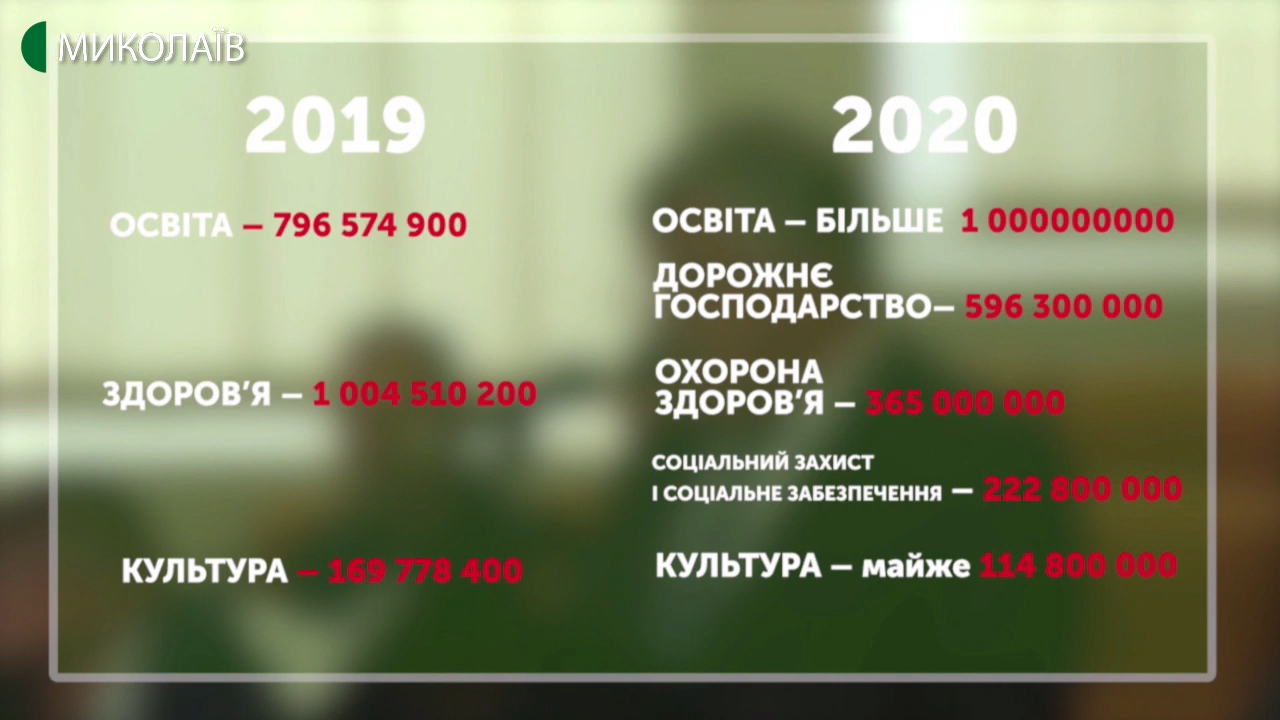 МИКОЛАЇВ
2019
ОСВІТА – 796 574 900
ЗДОРОВ'Я – 1 004 510 200
КУЛЬТУРА – 169 778 400
2020
ОСВІТА – БІЛЬШЕ 1 000000000
ДОРОЖНЄ
ГОСПОДАРСТВО– 596 300 000
ОХОРОНА
ЗДОРОВ'Я – 365 000 000
СОЦІАЛЬНИЙ ЗАХИСТ
І СОЦІАЛЬНЕ ЗАБЕЗПЕЧЕННЯ – 222 800 000
КУЛЬТУРА – майже 114 800 000